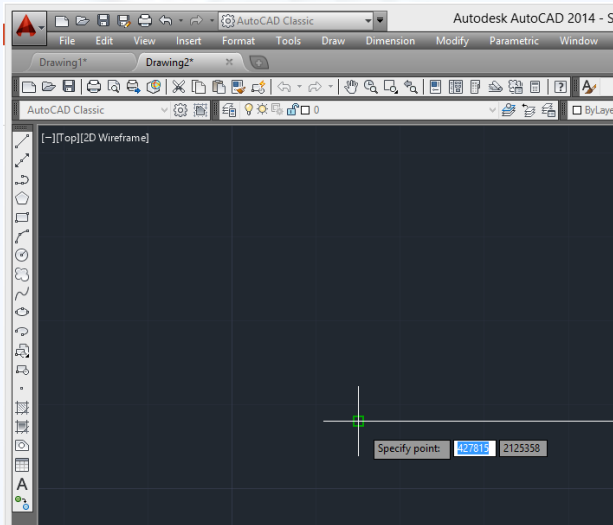 AutoCAD Classic
Autodesk AutoCAD 2014 - S
File Edit View Insert Format Tools Draw Dimension Modify Parametric Window
Drawing1* Drawing2*
AutoCAD Classic 0 ByLaye
[−][Top][2D Wireframe]
A
Specify point: 427815 2125358